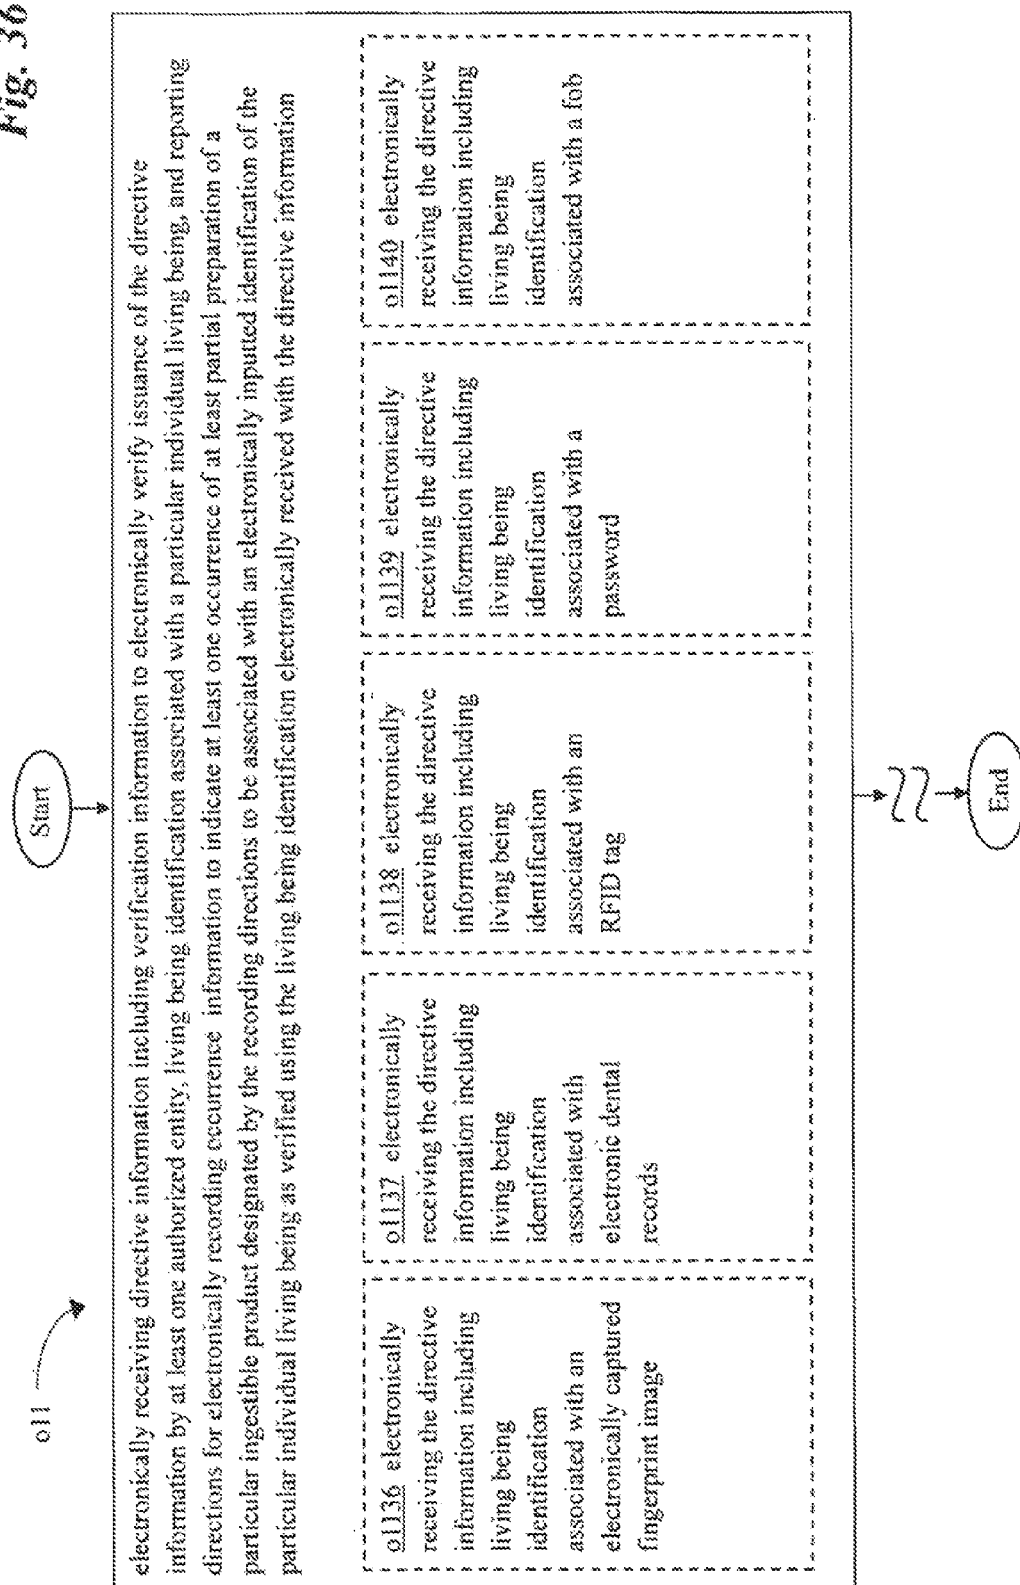 Fig. 36
Start
o11
electronically receiving directive information including verification information to electronically verify issuance of the directive
information by at least one authorized entity, living being identification associated with a particular individual living being, and reporting
directions for electronically recording occurrence information to indicate at least one occurrence of at least partial preparation of a
particular ingestible product designated by the recording directions to be associated with an electronically inputted identification of the
particular individual living being as verified using the living being identification electronically received with the directive information
o1136 electronically
receiving the directive
information including
living being
identification
associated with an
electronically captured
fingerprint image
o1137 electronically
receiving the directive
information including
living being
identification
associated with
electronic dental
records
o1138 electronically
receiving the directive
information including
living being
identification
associated with an
RFID tag
o1139 electronically
receiving the directive
information including
living being
identification
associated with a
password
o1140 electronically
receiving the directive
information including
living being
identification
associated with a fob
End